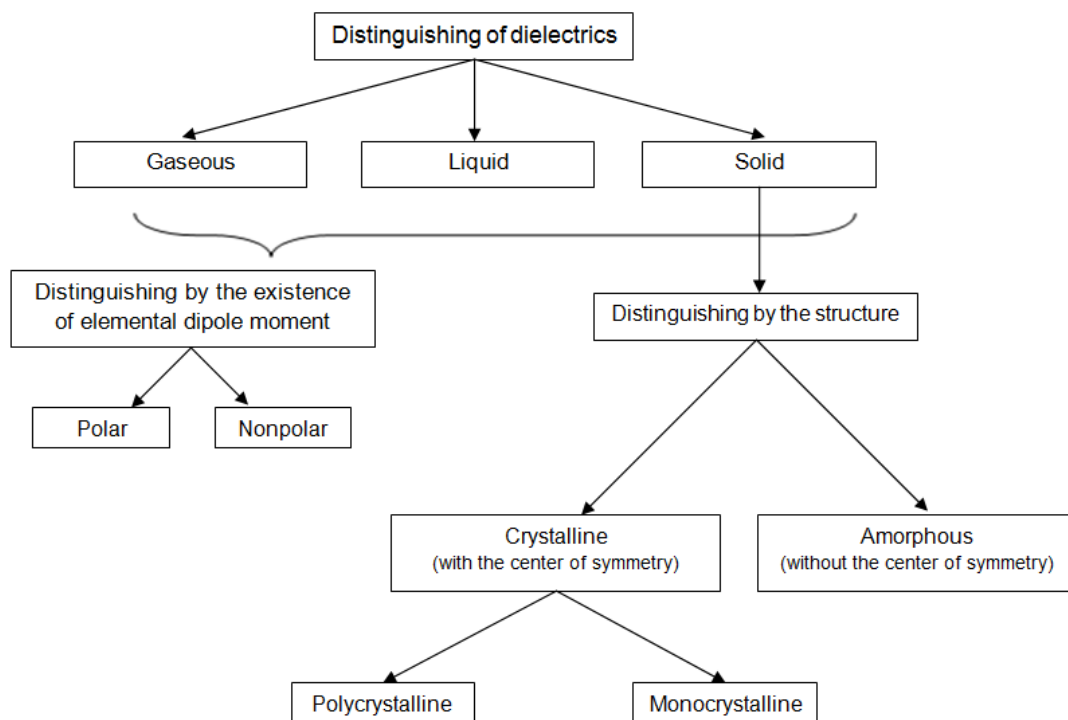 Distinguishing of dielectrics
Gaseous
Liquid
Solid
Distinguishing by the existence
of elemental dipole moment
Distinguishing by the structure
Polar
Nonpolar
Crystalline
(with the center of symmetry)
Amorphous
(without the center of symmetry)
Polycrystalline
Monocrystalline